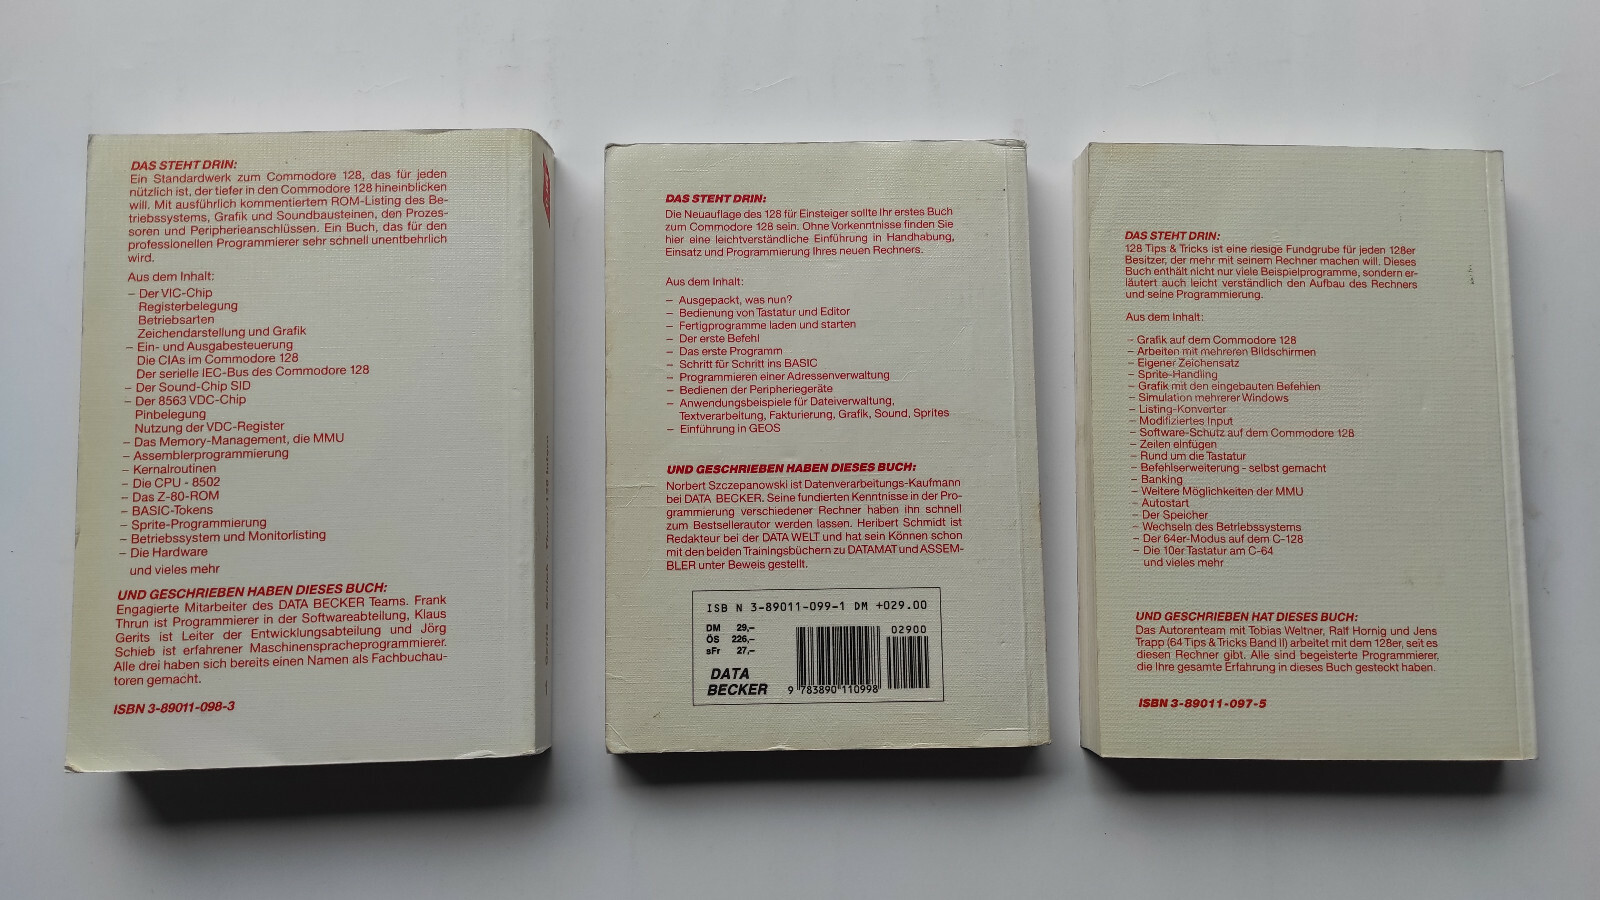 DAS STEHT DRIN:
Ein Standardwerk zum Commodore 128, das für jeden
nützlich ist, der tiefer in den Commodore 128 hineinblicken
will. Mit ausführlich kommentiertem ROM-Listing des Be-
triebssystems, Grafik und Soundbausteinen, den Prozes-
soren und Peripherieanschlüssen. Ein Buch, das für den
professionellen Programmierer sehr schnell unentbehrlich
wird.
Aus dem Inhalt:
– Der VIC-Chip
Registerbelegung
Betriebsarten
Zeichendarstellung und Grafik
– Ein- und Ausgabesteuerung
Die CIAs im Commodore 128
Der serielle IEC-Bus des Commodore 128
– Der Sound-Chip SID
– Der 8563 VDC-Chip
Pinbelegung
Nutzung der VDC-Register
– Das Memory-Management, die MMU
– Assemblerprogrammierung
– Kernalroutinen
– Die CPU - 8502
– Das Z-80-ROM
– BASIC-Tokens
– Sprite-Programmierung
– Betriebssystem und Monitorlisting
– Die Hardware
und vieles mehr
UND GESCHRIEBEN HABEN DIESES BUCH:
Engagierte Mitarbeiter des DATA BECKER Teams. Frank
Thrun ist Programmierer in der Softwareabteilung, Klaus
Gerits ist Leiter der Entwicklungsabteilung und Jörg
Schieb ist erfahrener Maschinenspracheprogrammierer.
Alle drei haben sich bereits einen Namen als Fachbuchau-
toren gemacht.
ISBN 3-89011-098-3
DAS STEHT DRIN:
Die Neuauflage des 128 für Einsteiger sollte Ihr erstes Buch
zum Commodore 128 sein. Ohne Vorkenntnisse finden Sie
hier eine leichtverständliche Einführung in Handhabung,
Einsatz und Programmierung Ihres neuen Rechners.
Aus dem Inhalt:
– Ausgepackt, was nun?
– Bedienung von Tastatur und Editor
– Fertigprogramme laden und starten
– Der erste Befehl
– Das erste Programm
– Schritt für Schritt ins BASIC
– Programmieren einer Adressenverwaltung
– Bedienen der Peripheriegeräte
– Anwendungsbeispiele für Dateiverwaltung,
Textverarbeitung, Fakturierung, Grafik, Sound, Sprites
– Einführung in GEOS
UND GESCHRIEBEN HABEN DIESES BUCH:
Norbert Szczepanowski ist Datenverarbeitungs-Kaufmann
bei DATA BECKER. Seine fundierten Kenntnisse in der Pro-
grammierung verschiedener Rechner haben ihn schnell
zum Bestsellerautor werden lassen. Heribert Schmidt ist
Redakteur bei der DATA WELT und hat sein Können schon
mit den beiden Trainingsbüchern zu DATAMAT und ASSEM-
BLER unter Beweis gestellt.
ISB N 3-89011-099-1 DM +029.00
DM 29,–
ÖS 226,–
sFr 27,–
02900
DATA
BECKER
9 783890 110998
DAS STEHT DRIN:
128 Tips & Tricks ist eine riesige Fundgrube für jeden 128er
Besitzer, der mehr mit seinem Rechner machen will. Dieses
Buch enthält nicht nur viele Beispielprogramme, sondern er-
läutert auch leicht verständlich den Aufbau des Rechners
und seine Programmierung.
Aus dem Inhalt:
– Grafik auf dem Commodore 128
– Arbeiten mit mehreren Bildschirmen
– Eigener Zeichensatz
– Sprite-Handling
– Grafik mit den eingebauten Befehlen
– Simulation mehrerer Windows
– Listing-Konverter
– Modifiziertes Input
– Software-Schutz auf dem Commodore 128
– Zeilen einfügen
– Rund um die Tastatur
– Befehlserweiterung - selbst gemacht
– Banking
– Weitere Möglichkeiten der MMU
– Autostart
– Der Speicher
– Wechseln des Betriebssystems
– Der 64er-Modus auf dem C-128
– Die 10er Tastatur am C-64
und vieles mehr
UND GESCHRIEBEN HAT DIESES BUCH:
Das Autorenteam mit Tobias Weltner, Ralf Hornig und Jens
Trapp (64 Tips & Tricks Band II) arbeitet mit dem 128er, seit es
diesen Rechner gibt. Alle sind begeisterte Programmierer,
die Ihre gesamte Erfahrung in dieses Buch gesteckt haben.
ISBN 3-89011-097-5